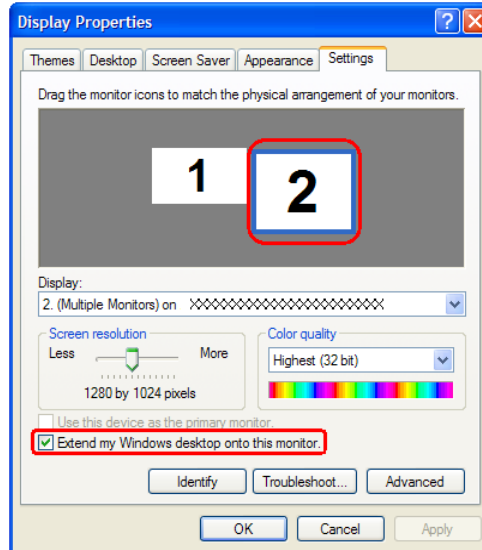 Display Properties
Themes Desktop Screen Saver Appearance Settings
Drag the monitor icons to match the physical arrangement of your monitors.
1 2
Display:
2. (Multiple Monitors) on XXXXXXXXXXXXXXXXXXXXXX
Screen resolution Color quality
Less More Highest (32 bit)
1280 by 1024 pixels
Use this device as the primary monitor.
Extend my Windows desktop onto this monitor.
Identify Troubleshoot... Advanced
OK Cancel Apply